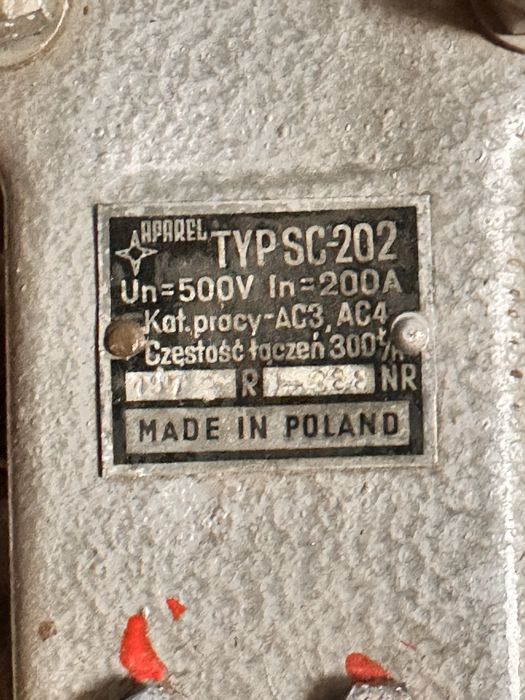 APAREL TYP SC-202
Un=500V In=200A
Kat.pracy-AC3, AC4
Częstość łączeń 300
R NR
MADE IN POLAND